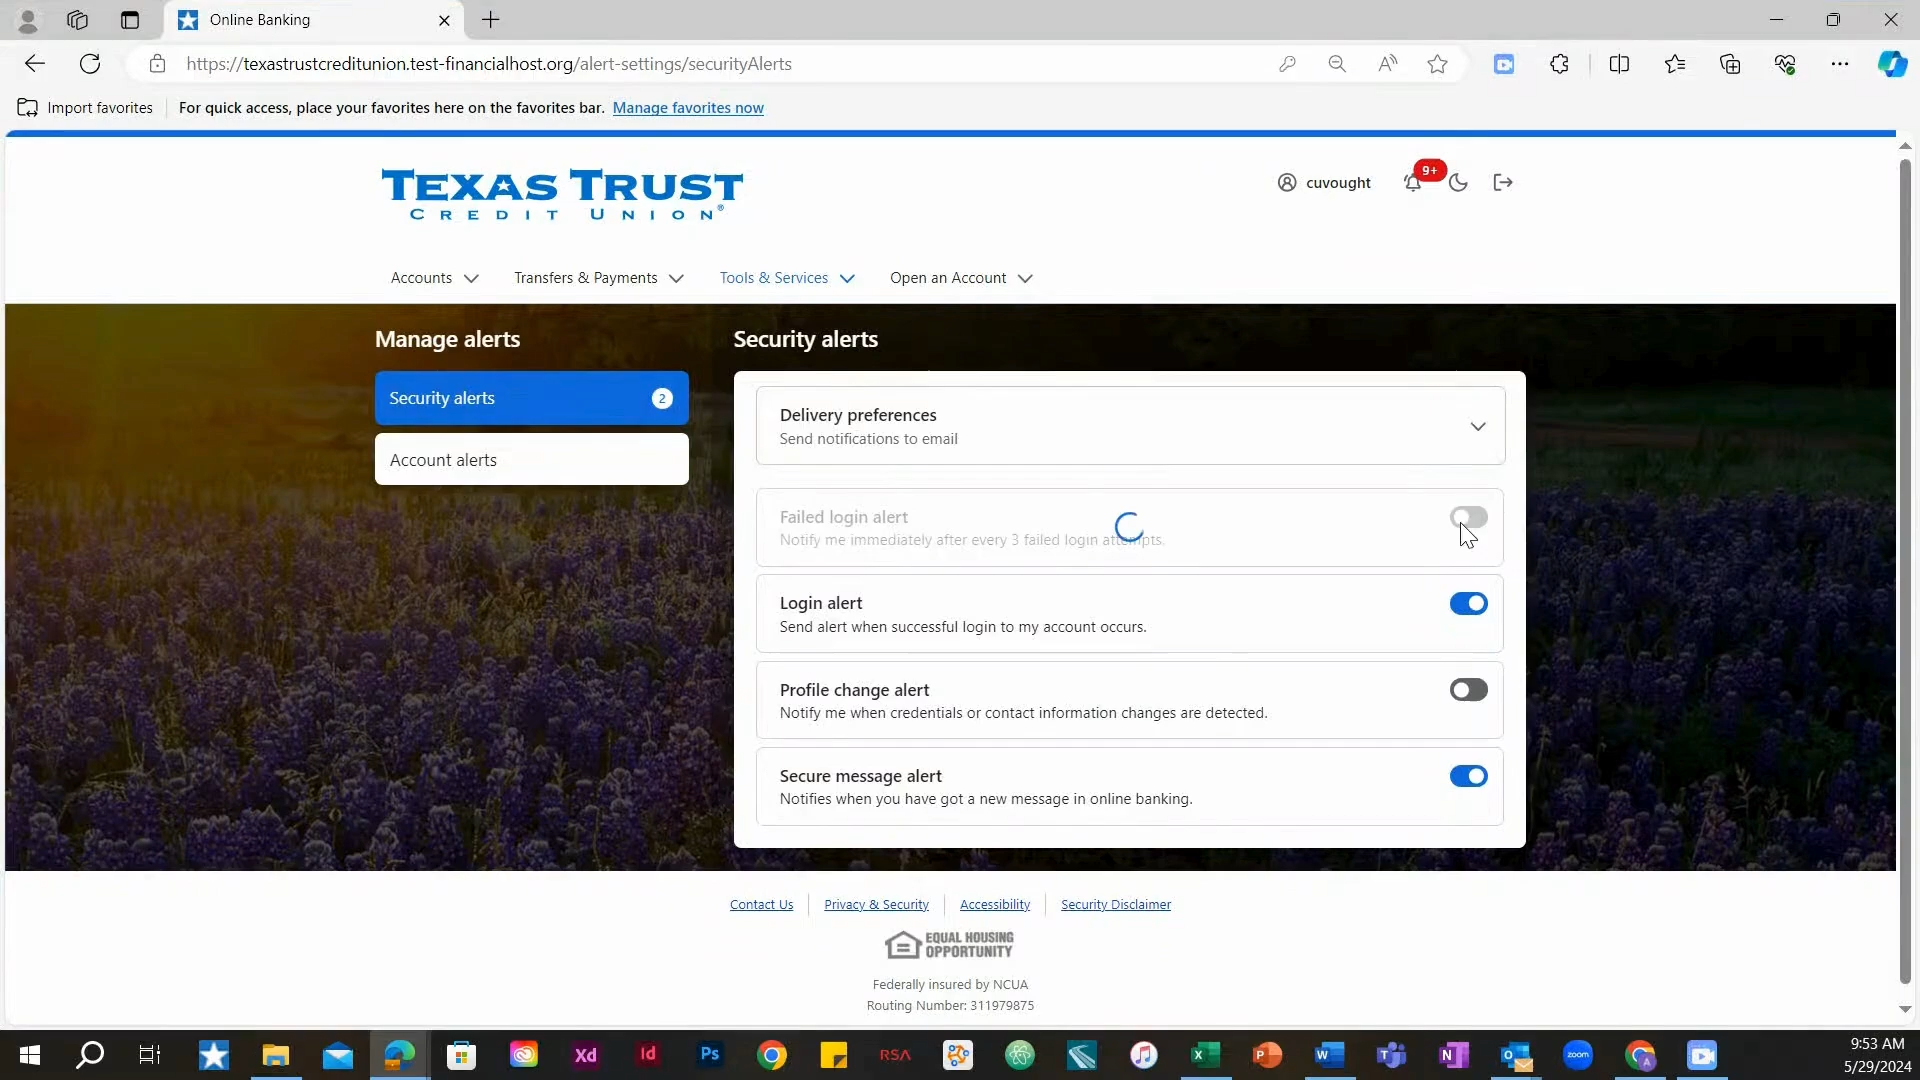 Online Banking
https://texastrustcreditunion.test-financialhost.org/alert-settings/securityAlerts
Import favorites For quick access, place your favorites here on the favorites bar. Manage favorites now
TEXAS TRUST
CREDIT UNION®
cuvought 9+
Accounts Transfers & Payments Tools & Services Open an Account
Manage alerts
Security alerts 2
Account alerts
Security alerts
Delivery preferences
Send notifications to email
Failed login alert
Notify me immediately after every 3 failed login attempts.
Login alert
Send alert when successful login to my account occurs.
Profile change alert
Notify me when credentials or contact information changes are detected.
Secure message alert
Notifies when you have got a new message in online banking.
Contact Us Privacy & Security Accessibility Security Disclaimer
EQUAL HOUSING
OPPORTUNITY
Federally insured by NCUA
Routing Number: 311979875
Xd Id Ps RSA X P W T N O zoom A
9:53 AM
5/29/2024